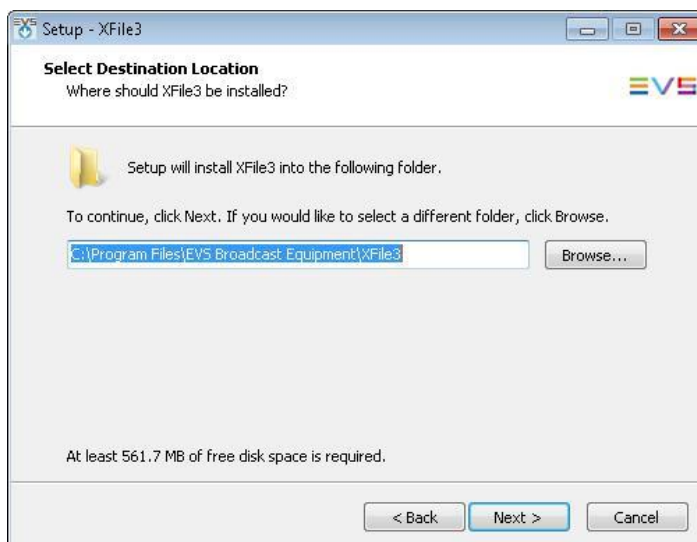 Setup - XFile3
Select Destination Location
Where should XFile3 be installed?
EVS
Setup will install XFile3 into the following folder.
To continue, click Next. If you would like to select a different folder, click Browse.
C:\Program Files\EVS Broadcast Equipment\XFile3
Browse...
At least 561.7 MB of free disk space is required.
< Back
Next >
Cancel